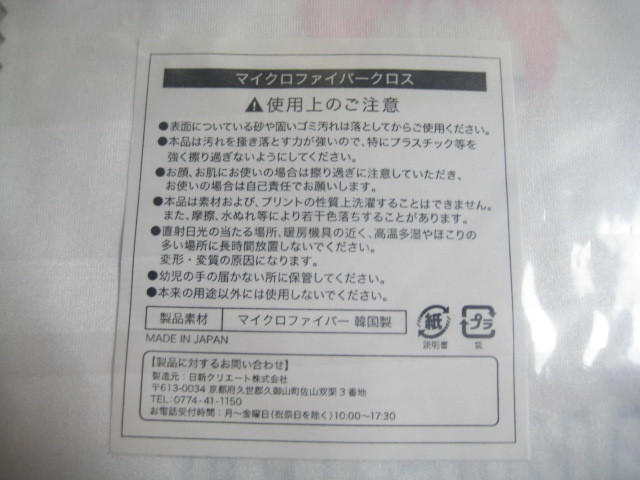 マイクロファイバークロス
使用上のご注意
●表面についている砂や固いゴミ汚れは落としてからご使用ください。
●本品は汚れを掻き落とす力が強いので、特にプラスチック等を
強く擦り過ぎないようにしてください。
●お顔、お肌にお使いの場合は擦り過ぎに注意していただき、
お使いの場合は自己責任でお願いします。
●本品は素材および、プリントの性質上洗濯することはできません。
また、摩擦、水ぬれ等により若干色落ちすることがあります。
●直射日光の当たる場所、暖房機具の近く、高温多湿やほこりの
多い場所に長時間放置しないでください。
変形・変質の原因になります。
●幼児の手の届かない所に保管してください。
●本来の用途以外には使用しないでください。
製品素材 マイクロファイバー 韓国製
紙 プラ
MADE IN JAPAN 説明書 袋
【製品に対するお問い合わせ】
製造元:日新クリエート株式会社
〒613-0034 京都府久世郡久御山町佐山双栗3番地
TEL:0774-41-1150
お電話受付時間:月~金曜日(祝祭日を除く)10:00~17:30